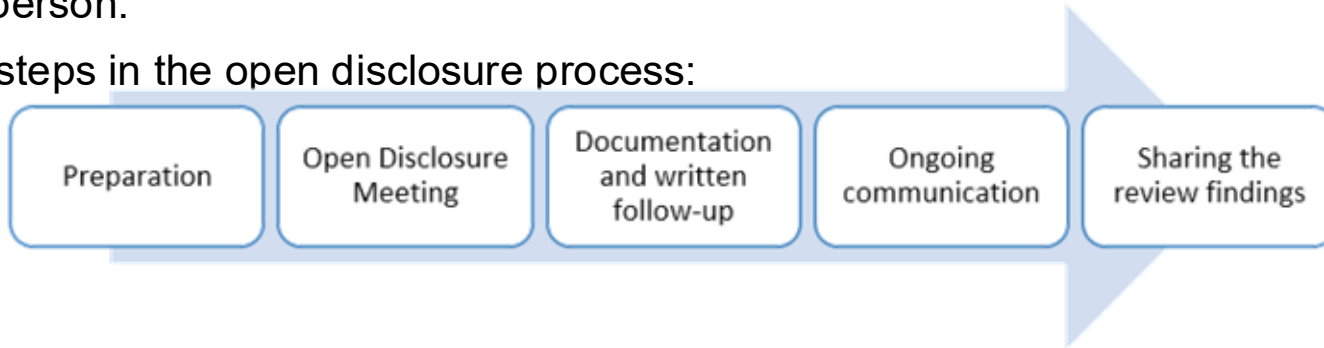 person.
steps in the open disclosure process:
Preparation
Open Disclosure
Meeting
Documentation
and written
follow-up
Ongoing
communication
Sharing the
review findings